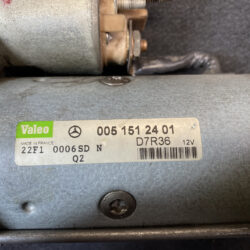 Valeo 005 151 24 01
MADE IN FRANCE D7R36 12V
22F1 0006SD N
Q2